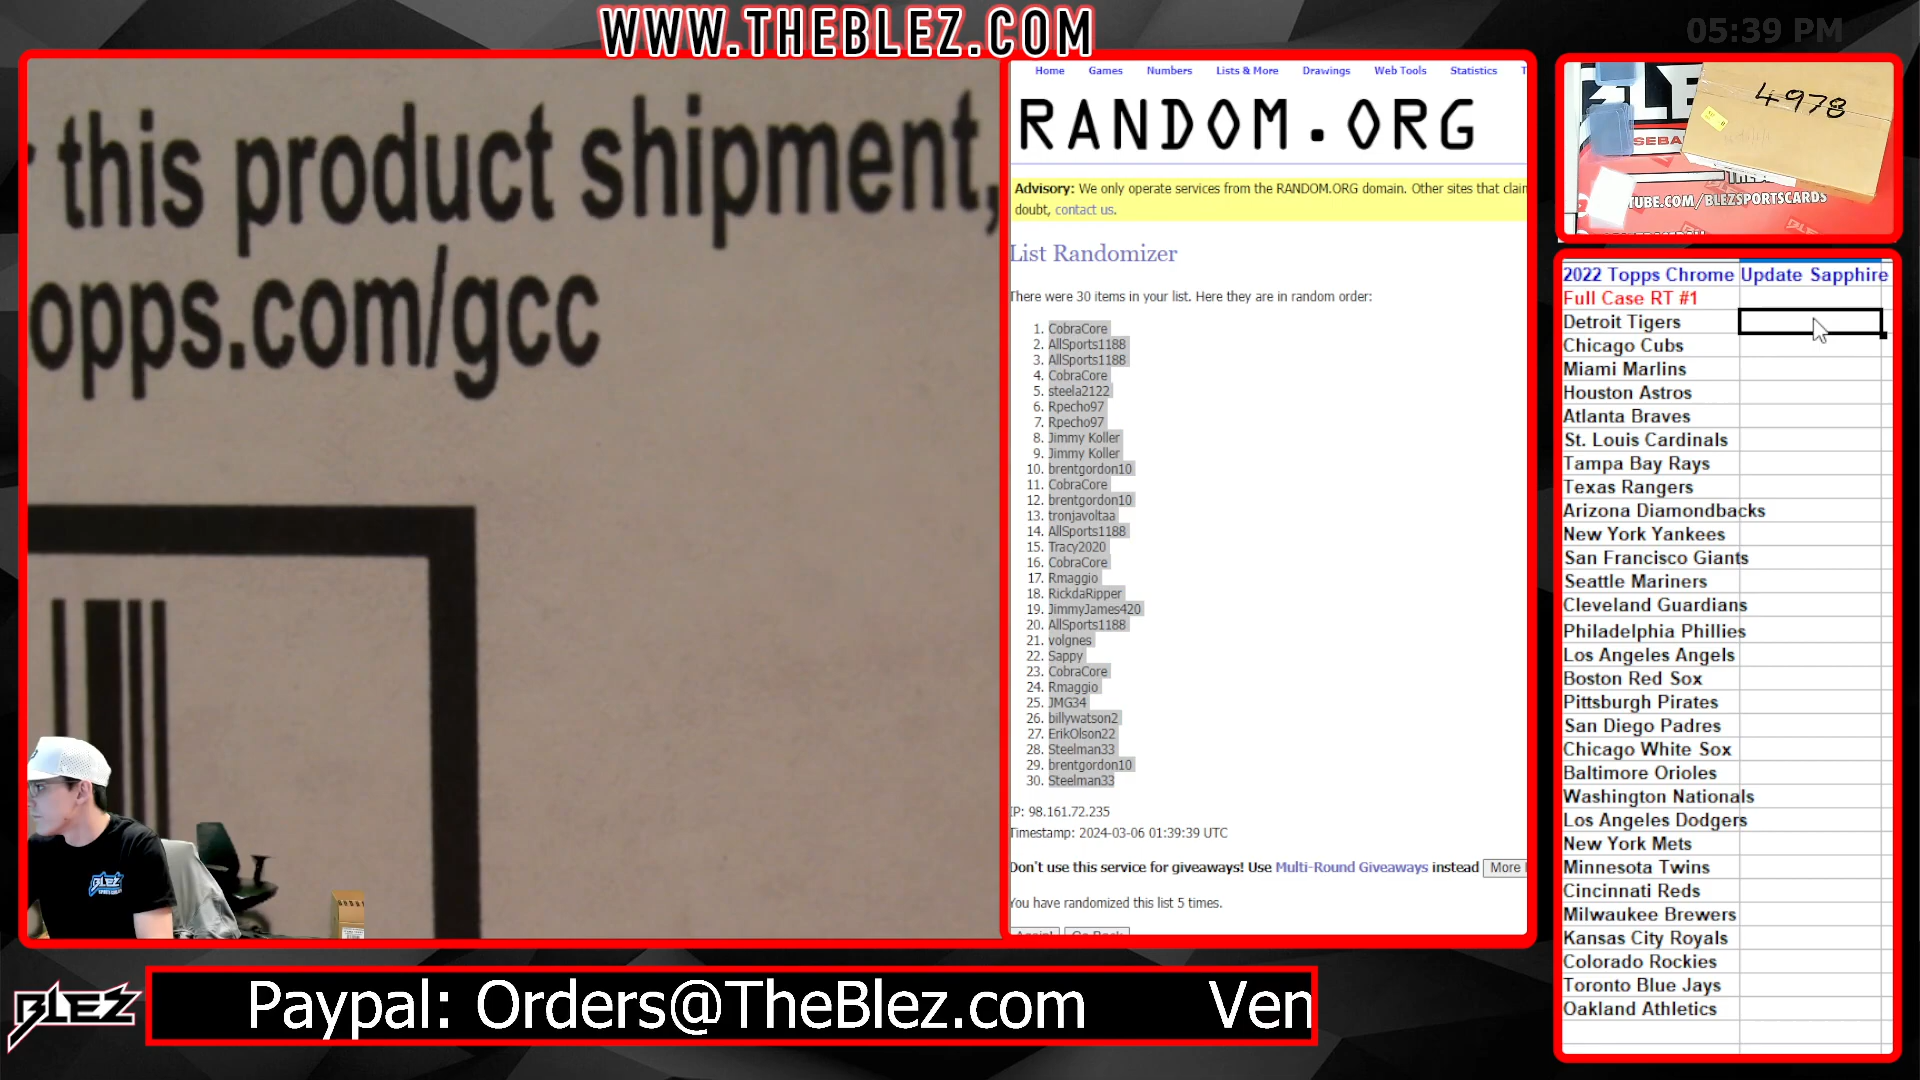 WWW.THEBLEZ.COM
05:39 PM
this product shipment,
opps.com/gcc
Home Games Numbers Lists & More Drawings Web Tools Statistics T
RANDOM.ORG
Advisory: We only operate services from the RANDOM.ORG domain. Other sites that clain
doubt, contact us.
List Randomizer
There were 30 items in your list. Here they are in random order:
1. CobraCore
2. AllSports1188
3. AllSports1188
4. CobraCore
5. steela2122
6. Rpecho97
7. Rpecho97
8. Jimmy Koller
9. Jimmy Koller
10. brentgordon10
11. CobraCore
12. brentgordon10
13. tronjavoltaa
14. AllSports1188
15. Tracy2020
16. CobraCore
17. Rmaggio
18. RickdaRipper
19. JimmyJames420
20. AllSports1188
21. volgnes
22. Sappy
23. CobraCore
24. Rmaggio
25. JMG34
26. billywatson2
27. ErikOlson22
28. Steelman33
29. brentgordon10
30. Steelman33
IP: 98.161.72.235
Timestamp: 2024-03-06 01:39:39 UTC
Don't use this service for giveaways! Use Multi-Round Giveaways instead More
You have randomized this list 5 times.
Again! Go Back
4978
SEBA
TUBE.COM/BLEZSPORTSCARDS
2022 Topps Chrome Update Sapphire
Full Case RT #1
Detroit Tigers
Chicago Cubs
Miami Marlins
Houston Astros
Atlanta Braves
St. Louis Cardinals
Tampa Bay Rays
Texas Rangers
Arizona Diamondbacks
New York Yankees
San Francisco Giants
Seattle Mariners
Cleveland Guardians
Philadelphia Phillies
Los Angeles Angels
Boston Red Sox
Pittsburgh Pirates
San Diego Padres
Chicago White Sox
Baltimore Orioles
Washington Nationals
Los Angeles Dodgers
New York Mets
Minnesota Twins
Cincinnati Reds
Milwaukee Brewers
Kansas City Royals
Colorado Rockies
Toronto Blue Jays
Oakland Athletics
BLEZ
BLEZ
Paypal: Orders@TheBlez.com Ven